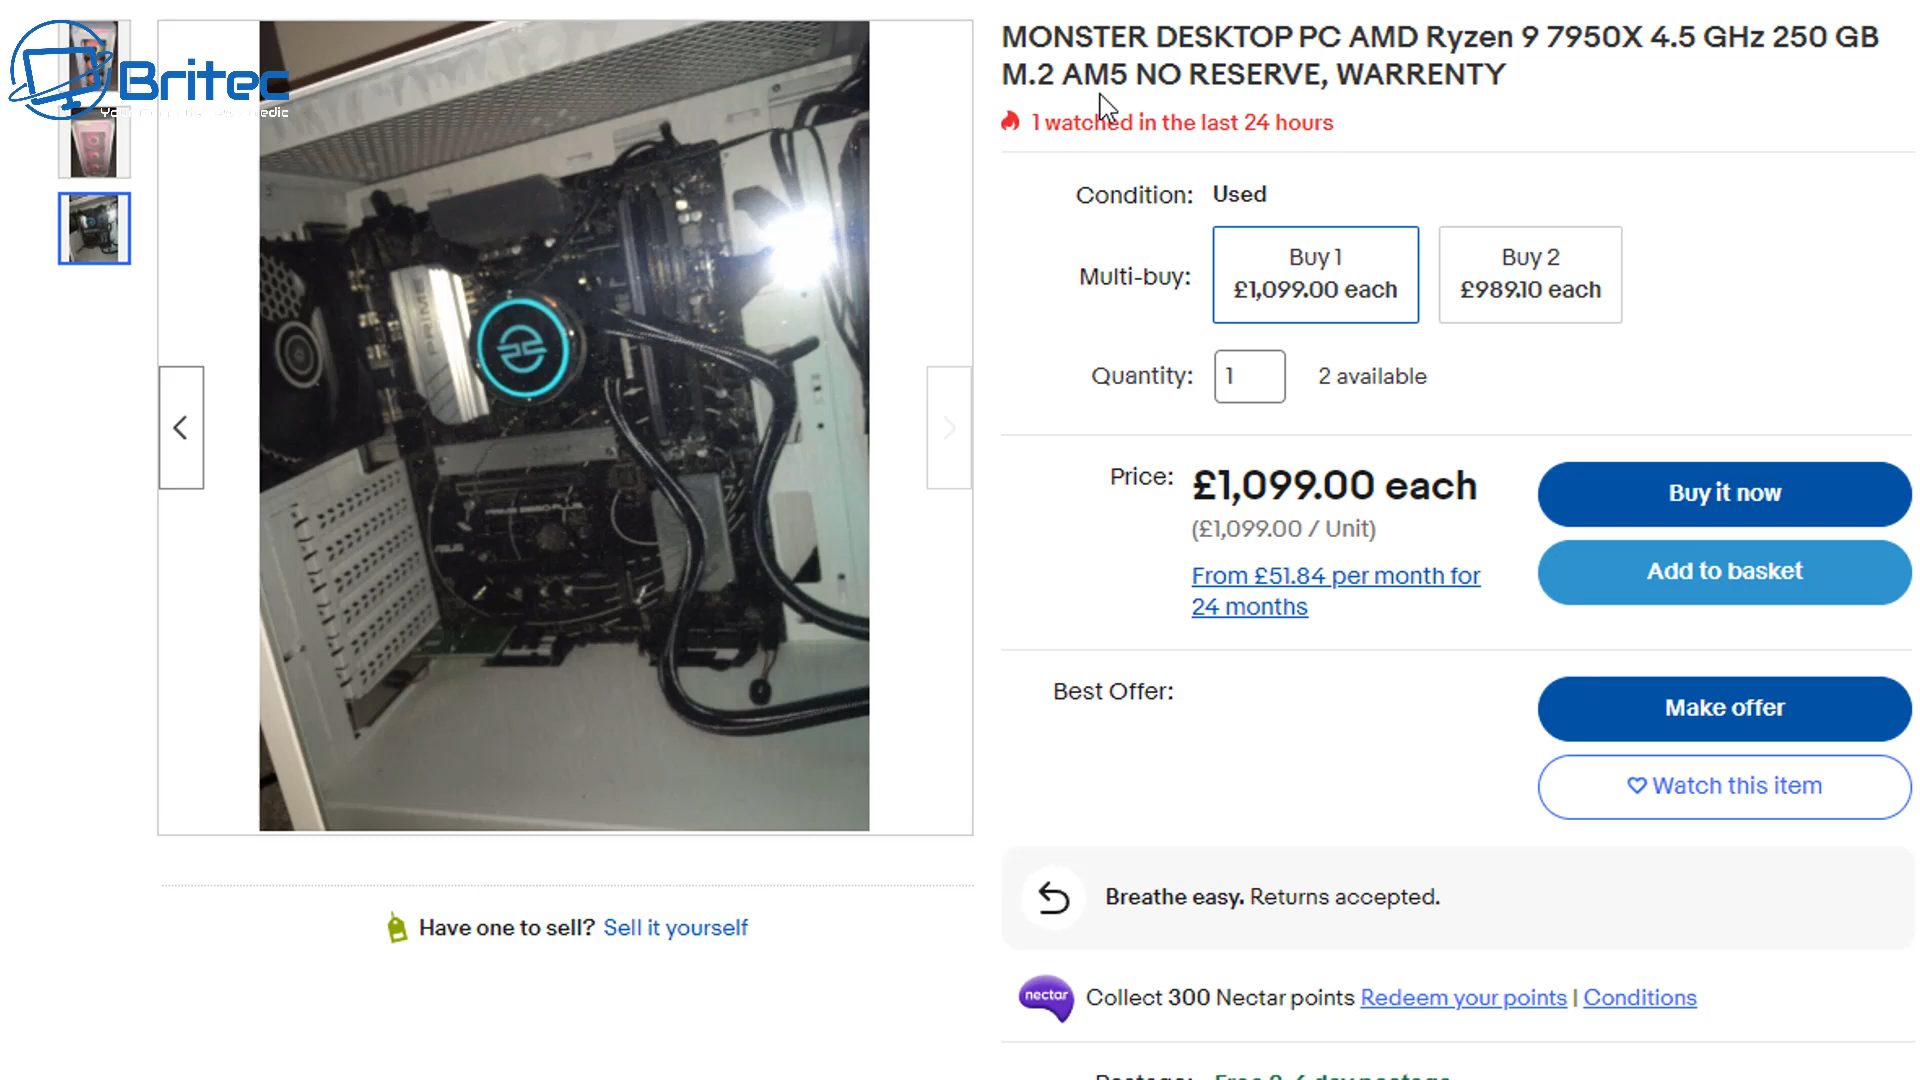 Britec
MONSTER DESKTOP PC AMD Ryzen 9 7950X 4.5 GHz 250 GB
M.2 AM5 NO RESERVE, WARRENTY
1 watched in the last 24 hours
Condition: Used
Multi-buy:
Buy 1
£1,099.00 each
Buy 2
£989.10 each
Quantity: 1 2 available
Price: £1,099.00 each
(£1,099.00 / Unit)
From £51.84 per month for
24 months
Buy it now
Add to basket
Best Offer:
Make offer
Watch this item
Breathe easy. Returns accepted.
nectar Collect 300 Nectar points Redeem your points | Conditions
Have one to sell? Sell it yourself
PRIME